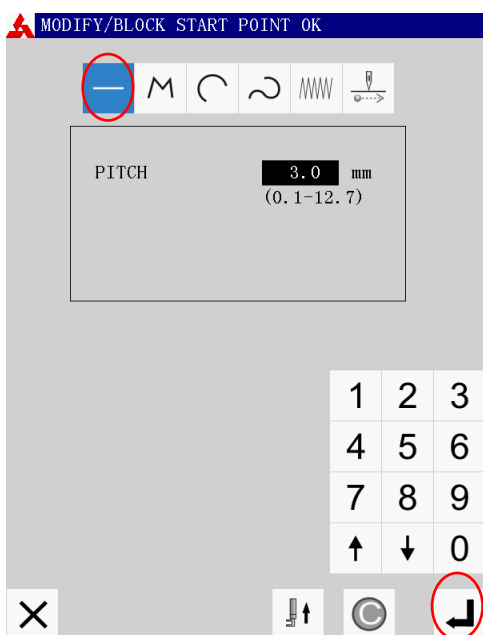 MODIFY/BLOCK START POINT OK
PITCH 3.0 mm
(0.1-12.7)
1 2 3
4 5 6
7 8 9
0
C